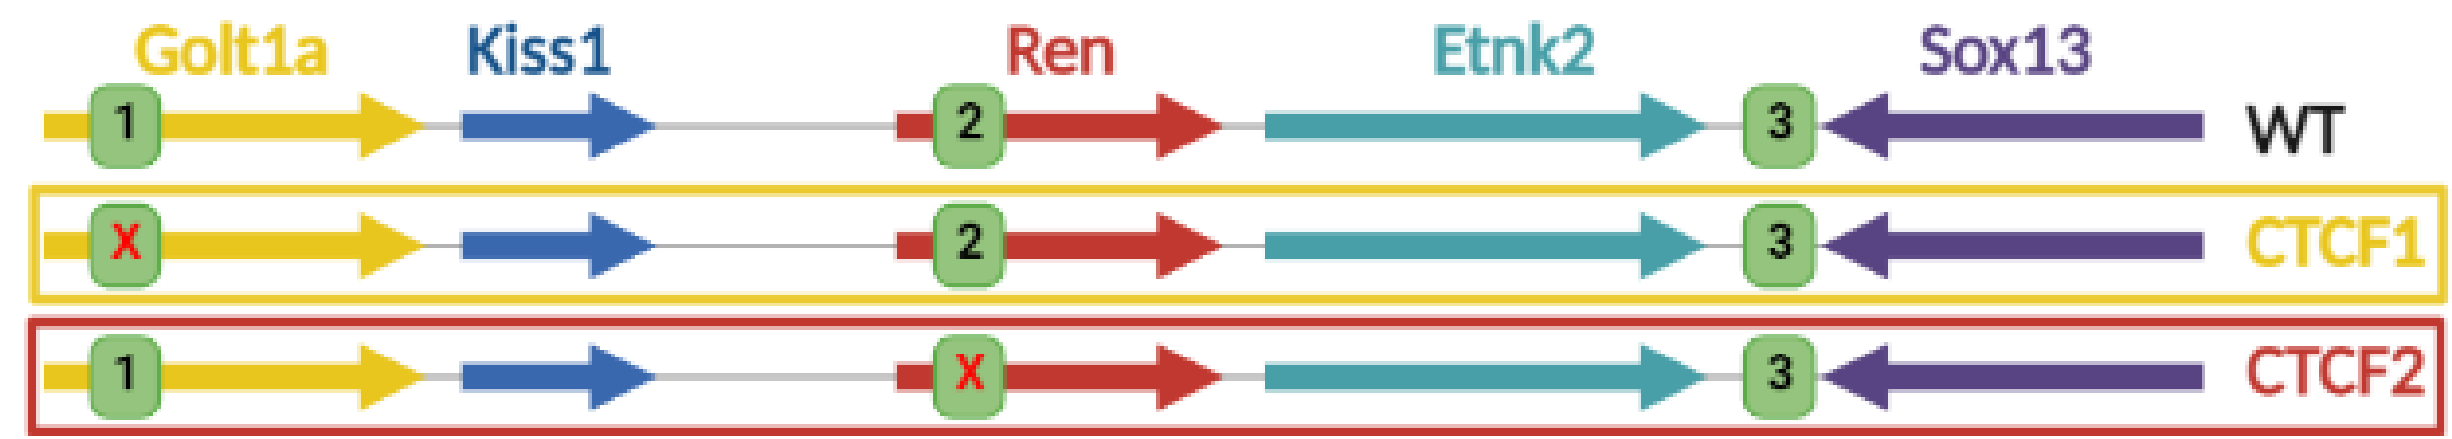 Golt1a Kiss1 Ren Etnk2 Sox13
1 2 3 WT
X 2 3 CTCF1
1 X 3 CTCF2